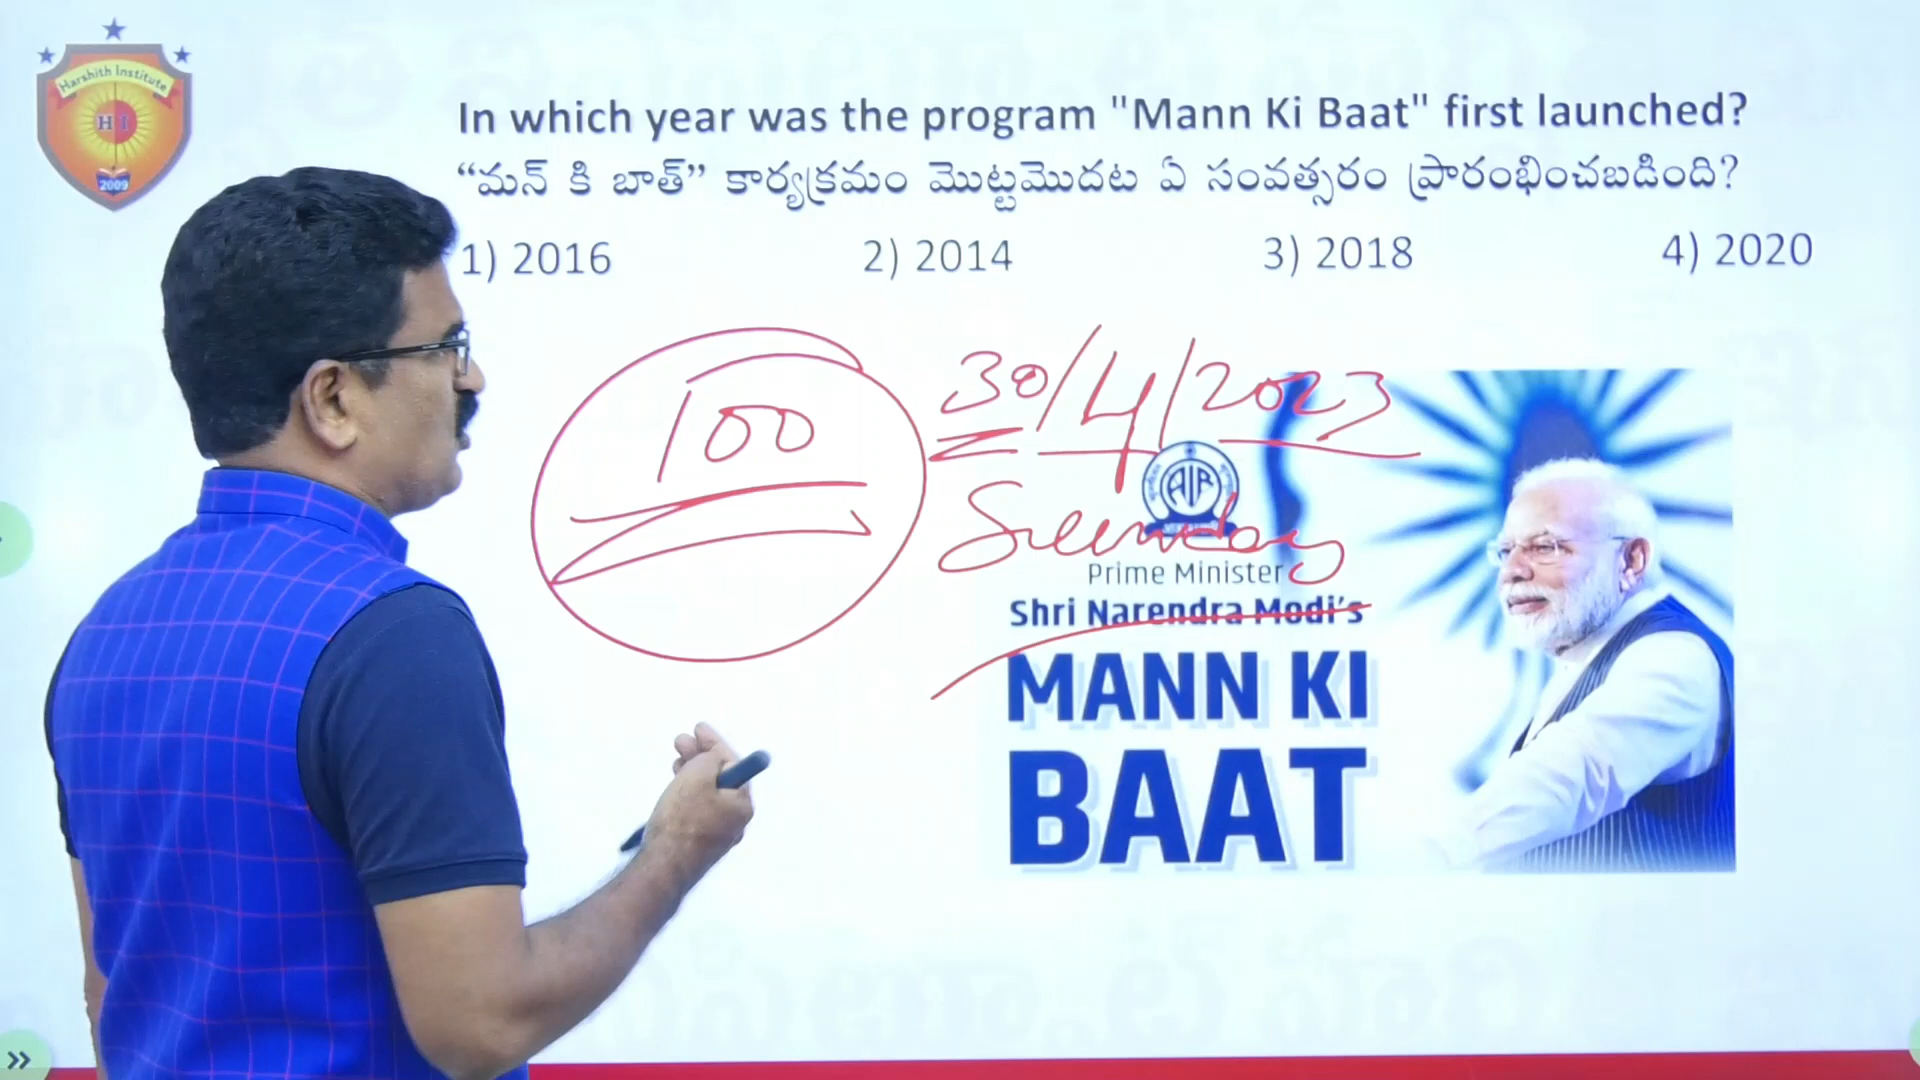 Harshith Institute
H I
2009
In which year was the program "Mann Ki Baat" first launched?
“మన్ కి బాత్” కార్యక్రమం మొట్టమొదట ఏ సంవత్సరం ప్రారంభించబడింది?
1) 2016 2) 2014 3) 2018 4) 2020
100
30/4/2023
AIR
Sunday
Prime Minister
Shri Narendra Modi's
MANN KI
BAAT
»